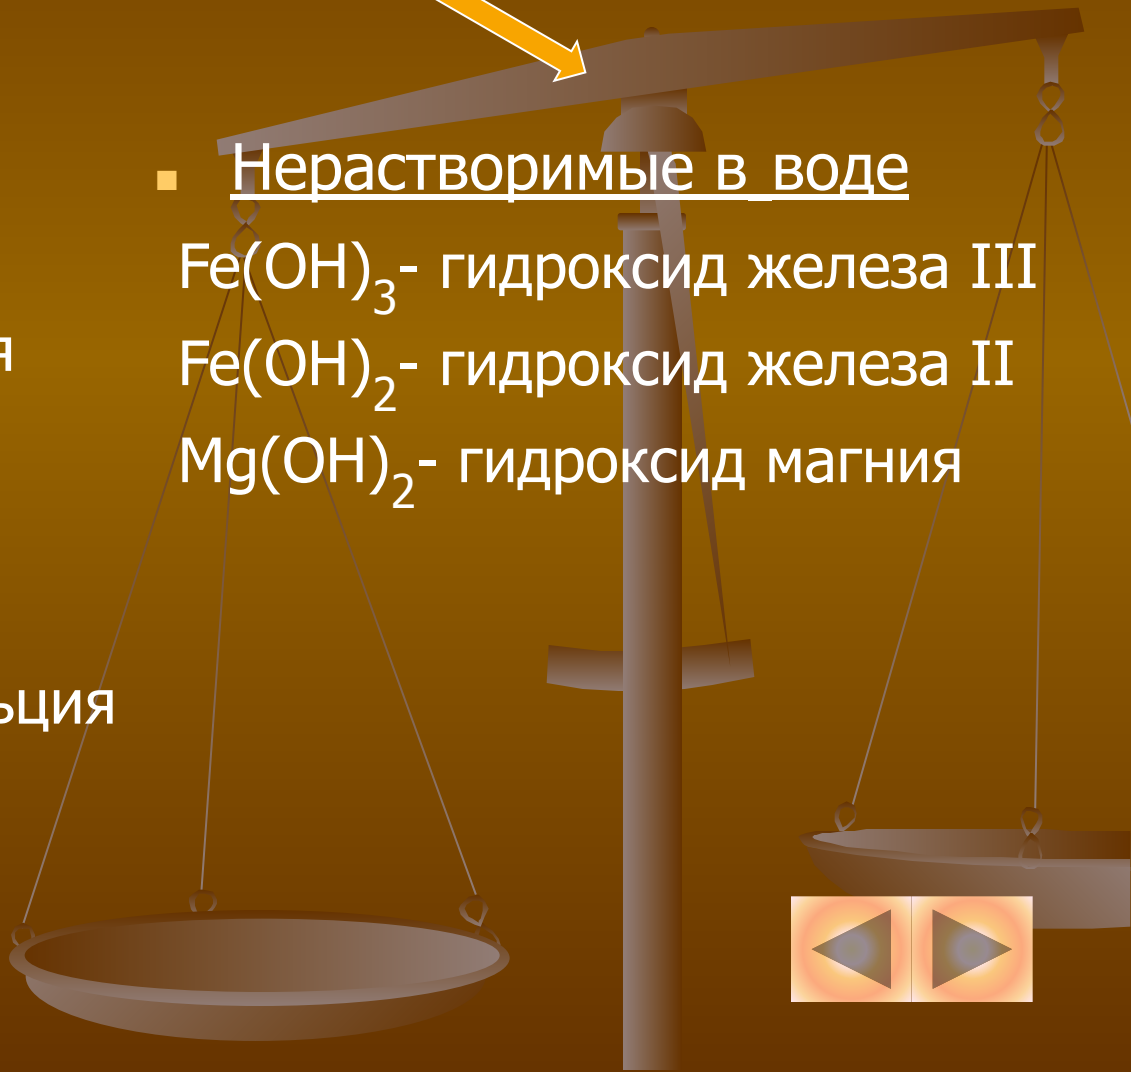 Нерастворимые в воде
Fe(OH)₃- гидроксид железа III
я
Fe(OH)₂- гидроксид железа II
Mg(OH)₂- гидроксид магния
ьция